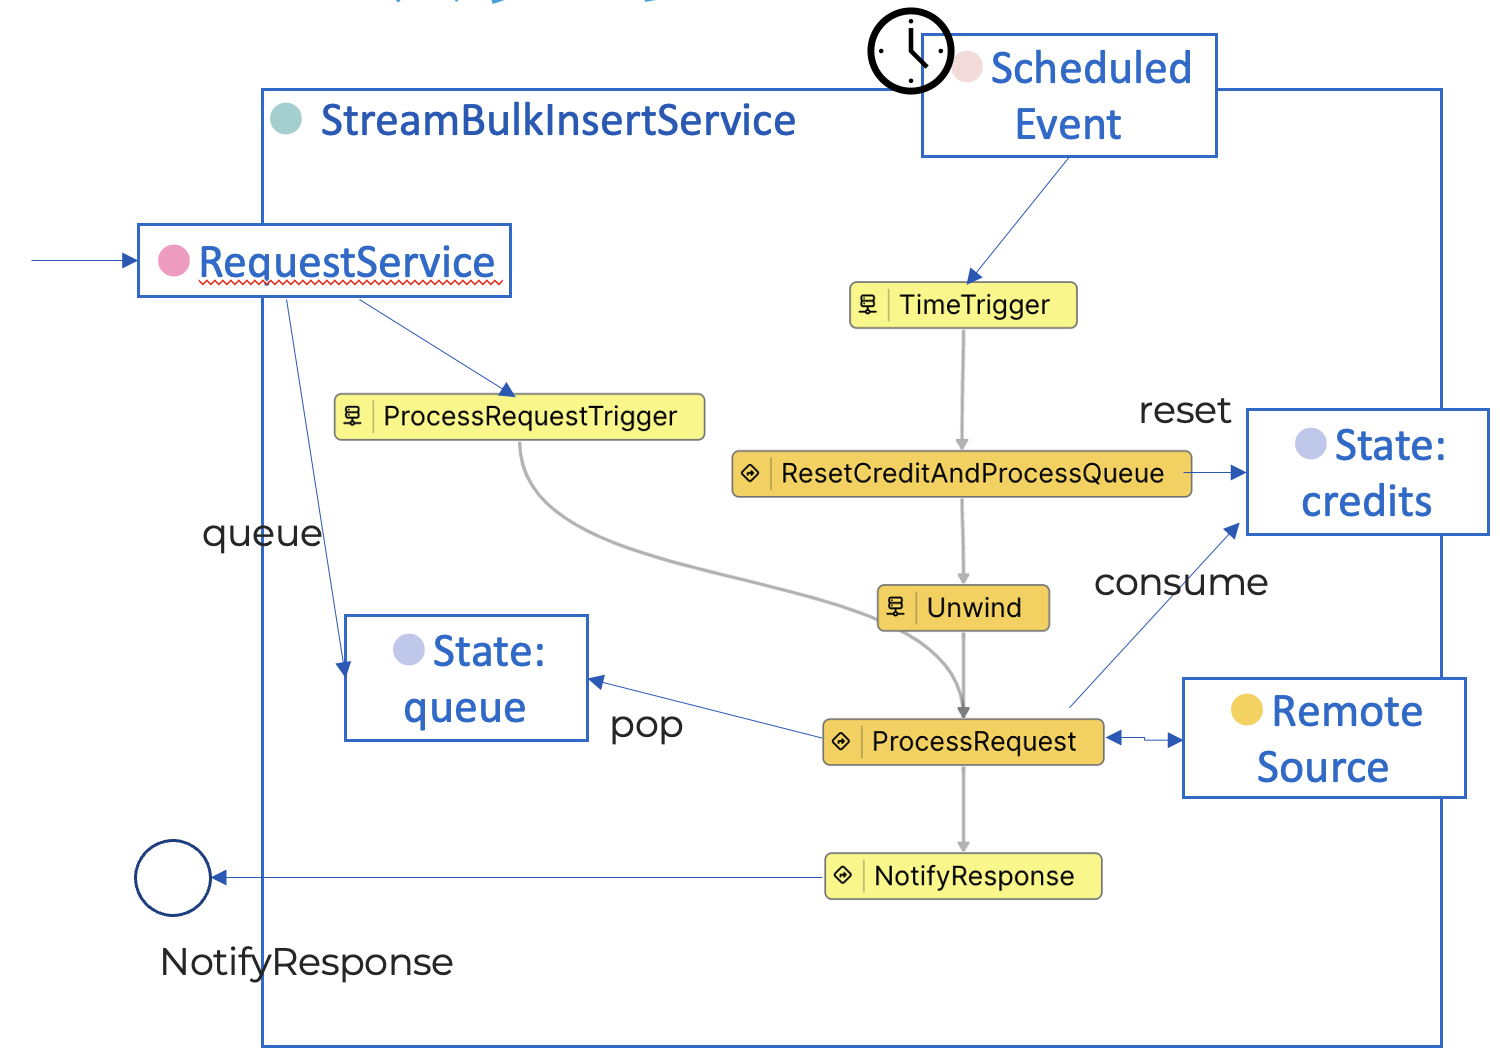 Scheduled
Event
StreamBulkInsertService
RequestService
TimeTrigger
ProcessRequestTrigger
reset
ResetCreditAndProcessQueue
State:
credits
queue
consume
Unwind
State:
queue
pop
ProcessRequest
Remote
Source
NotifyResponse
NotifyResponse